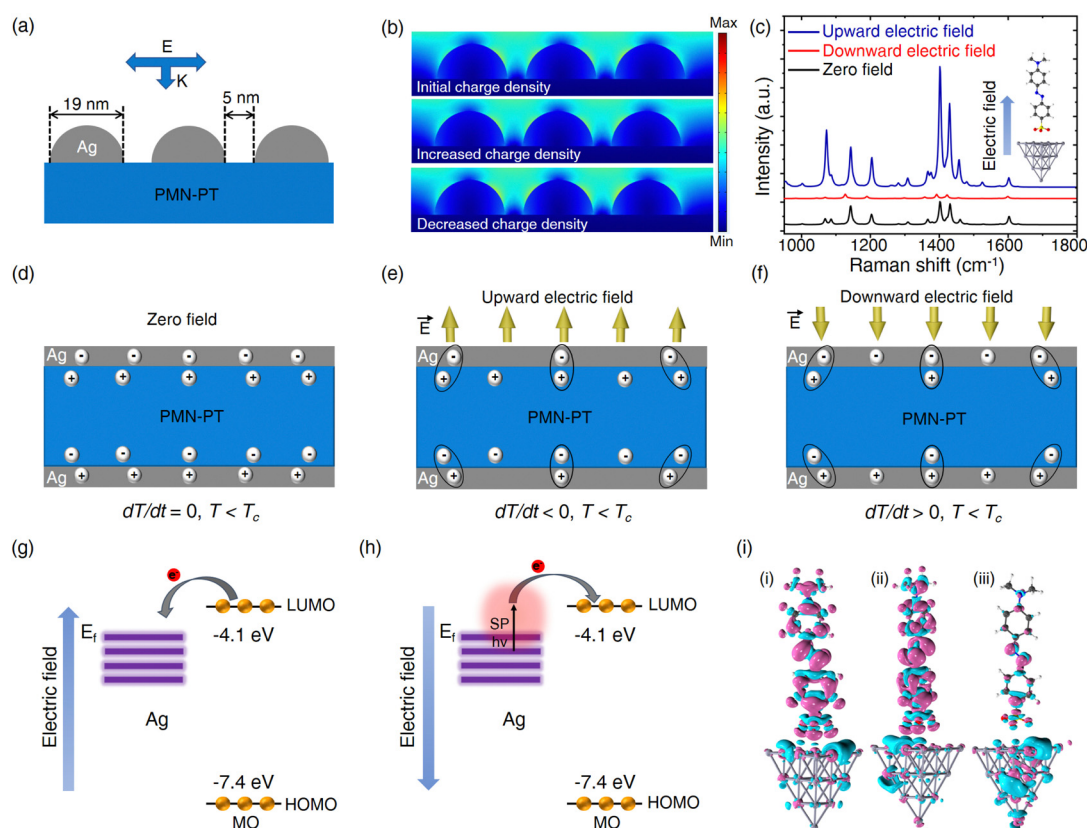 (a)
E
K
19 nm
5 nm
Ag
PMN-PT
(b)
Initial charge density
Increased charge density
Decreased charge density
Max
Min
(c)
Upward electric field
Downward electric field
Zero field
Electric field
Intensity (a.u.)
1000 1200 1400 1600 1800
Raman shift (cm⁻¹)
(d)
Zero field
Ag - - - - -
+ + + + +
PMN-PT
- - - - -
Ag + + + + +
dT/dt = 0, T < Tc
(e)
Upward electric field
E
Ag - - -
+ + + + +
PMN-PT
- - - - -
Ag + + + + +
dT/dt < 0, T < Tc
(f)
Downward electric field
E
Ag - - - - -
+ + +
PMN-PT
- - - - -
Ag + + + + +
dT/dt > 0, T < Tc
(g)
Electric field
e⁻
LUMO
Ef
-4.1 eV
Ag
-7.4 eV
HOMO
MO
(h)
Electric field
e⁻
LUMO
Ef
SP
hv
-4.1 eV
Ag
-7.4 eV
HOMO
MO
(i)
(i) (ii) (iii)